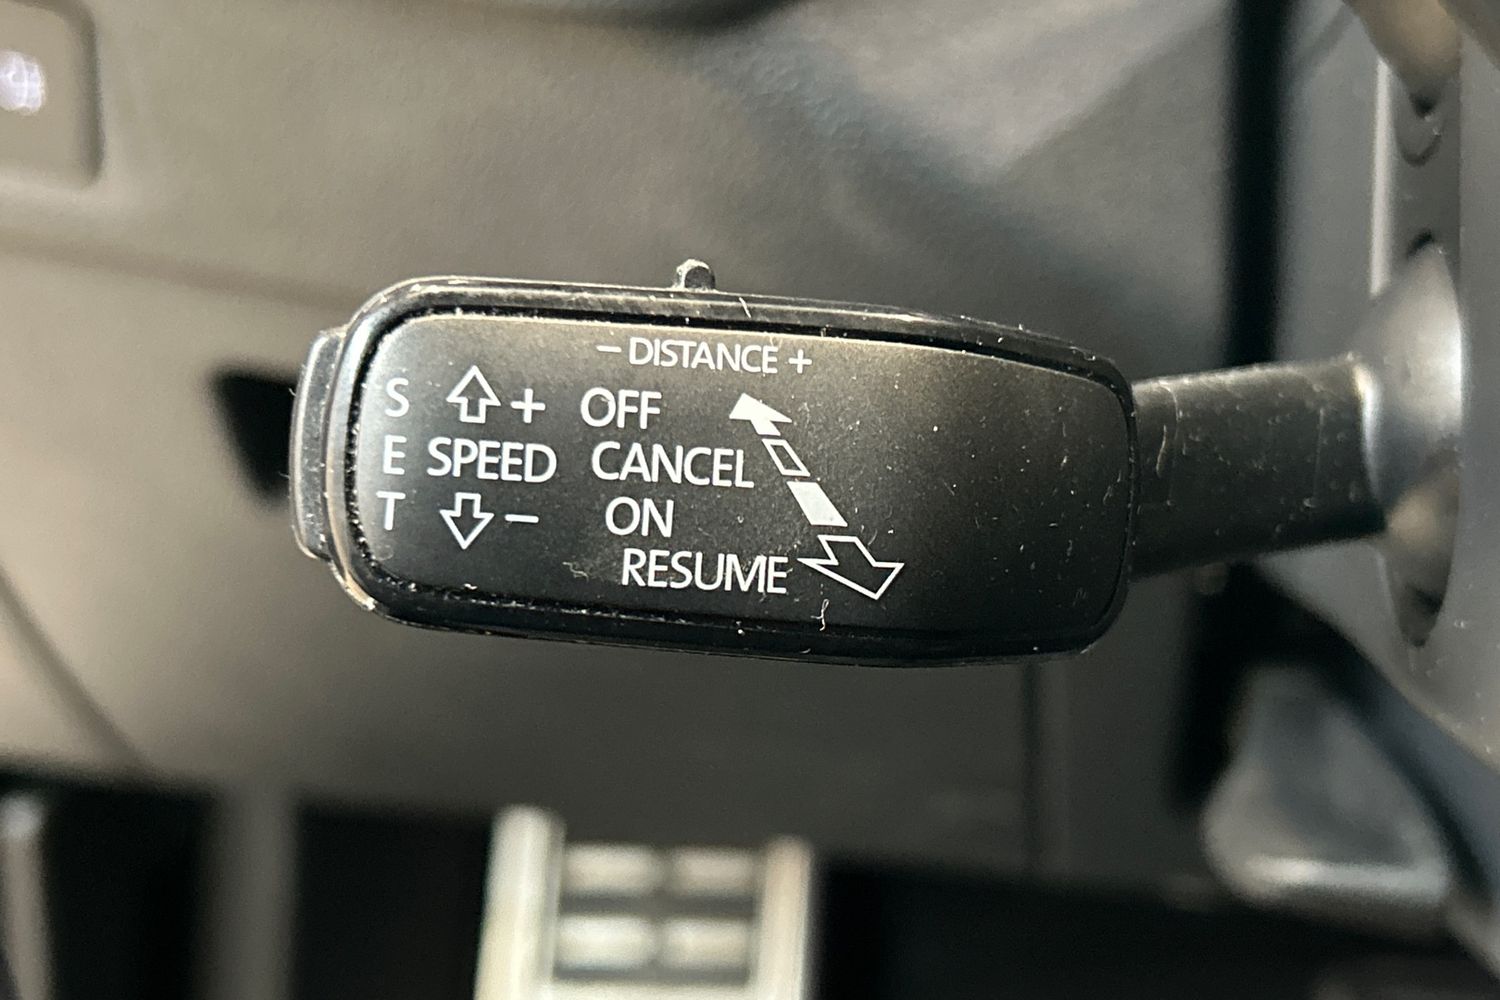 - DISTANCE +
S + OFF
E SPEED CANCEL
T - ON
RESUME